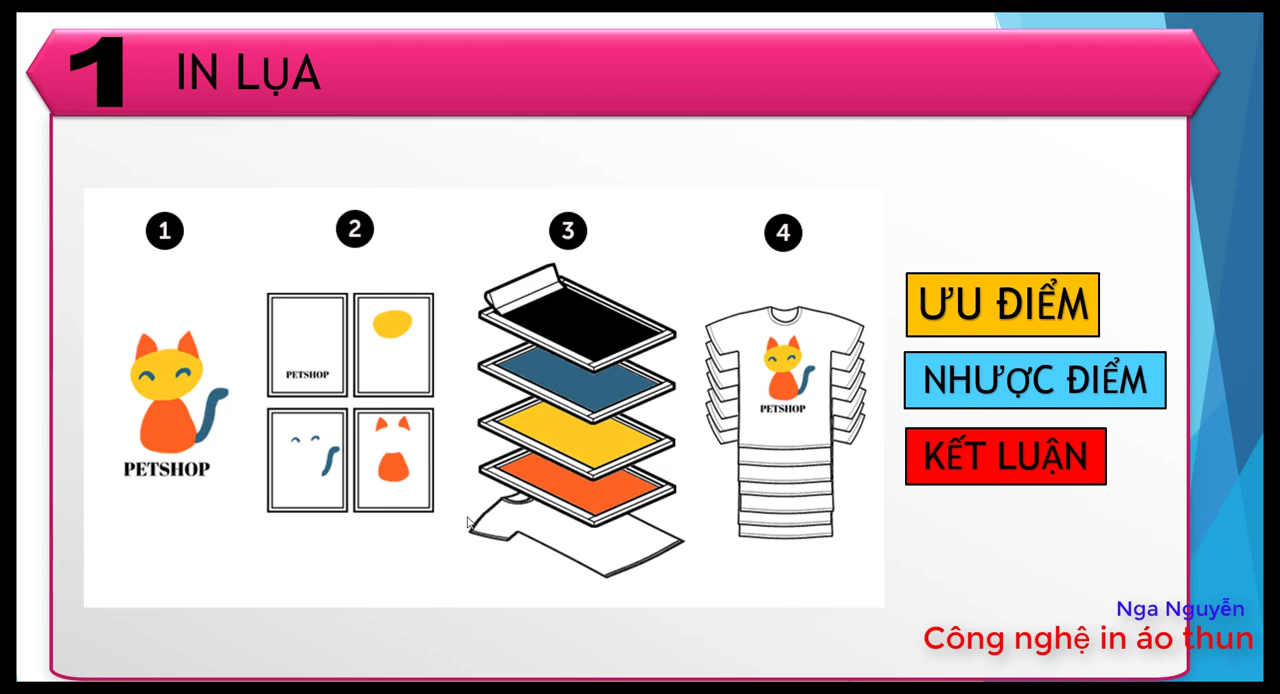 1 IN LỤA
1 2 3 4
PETSHOP
PETSHOP
PETSHOP
ƯU ĐIỂM
NHƯỢC ĐIỂM
KẾT LUẬN
Nga Nguyễn
Công nghệ in áo thun